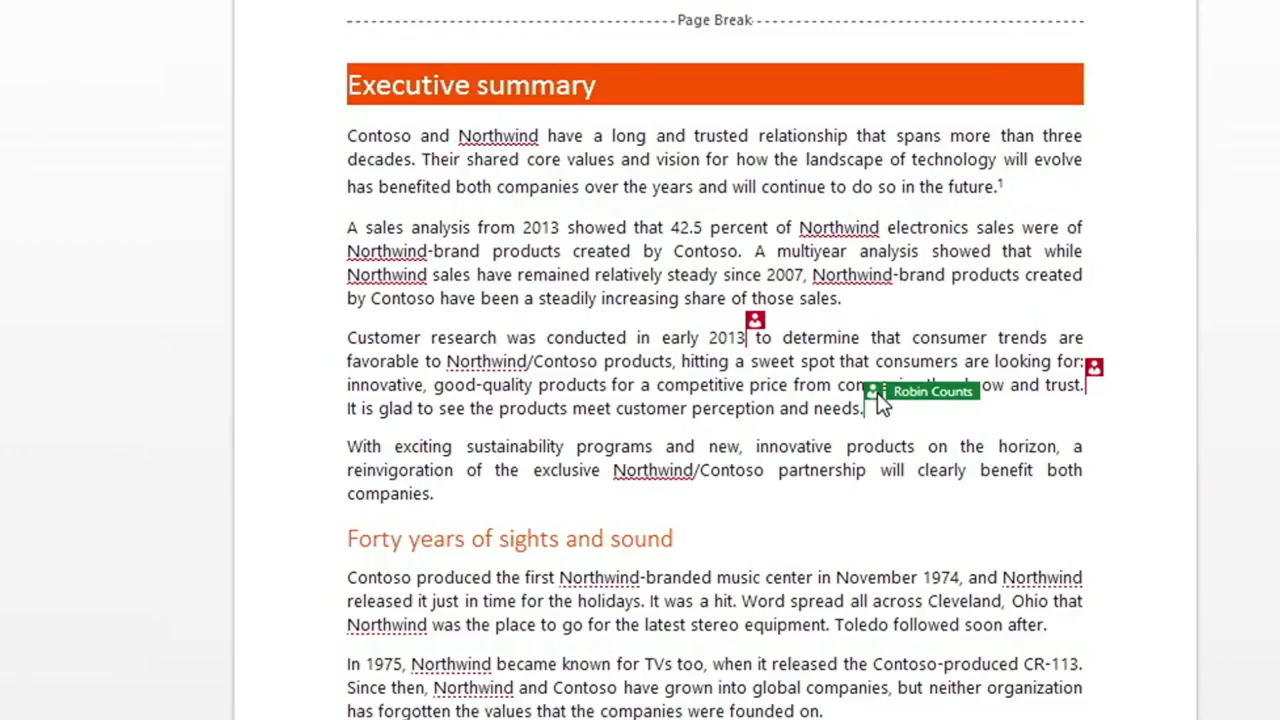 Page Break
Executive summary
Contoso and Northwind have a long and trusted relationship that spans more than three
decades. Their shared core values and vision for how the landscape of technology will evolve
has benefited both companies over the years and will continue to do so in the future.¹
A sales analysis from 2013 showed that 42.5 percent of Northwind electronics sales were of
Northwind-brand products created by Contoso. A multiyear analysis showed that while
Northwind sales have remained relatively steady since 2007, Northwind-brand products created
by Contoso have been a steadily increasing share of those sales.
Customer research was conducted in early 2013 to determine that consumer trends are
favorable to Northwind/Contoso products, hitting a sweet spot that consumers are looking for:
innovative, good-quality products for a competitive price from and trust.
Robin Counts
It is glad to see the products meet customer perception and needs.
With exciting sustainability programs and new, innovative products on the horizon, a
reinvigoration of the exclusive Northwind/Contoso partnership will clearly benefit both
companies.
Forty years of sights and sound
Contoso produced the first Northwind-branded music center in November 1974, and Northwind
released it just in time for the holidays. It was a hit. Word spread all across Cleveland, Ohio that
Northwind was the place to go for the latest stereo equipment. Toledo followed soon after.
In 1975, Northwind became known for TVs too, when it released the Contoso-produced CR-113.
Since then, Northwind and Contoso have grown into global companies, but neither organization
has forgotten the values that the companies were founded on.